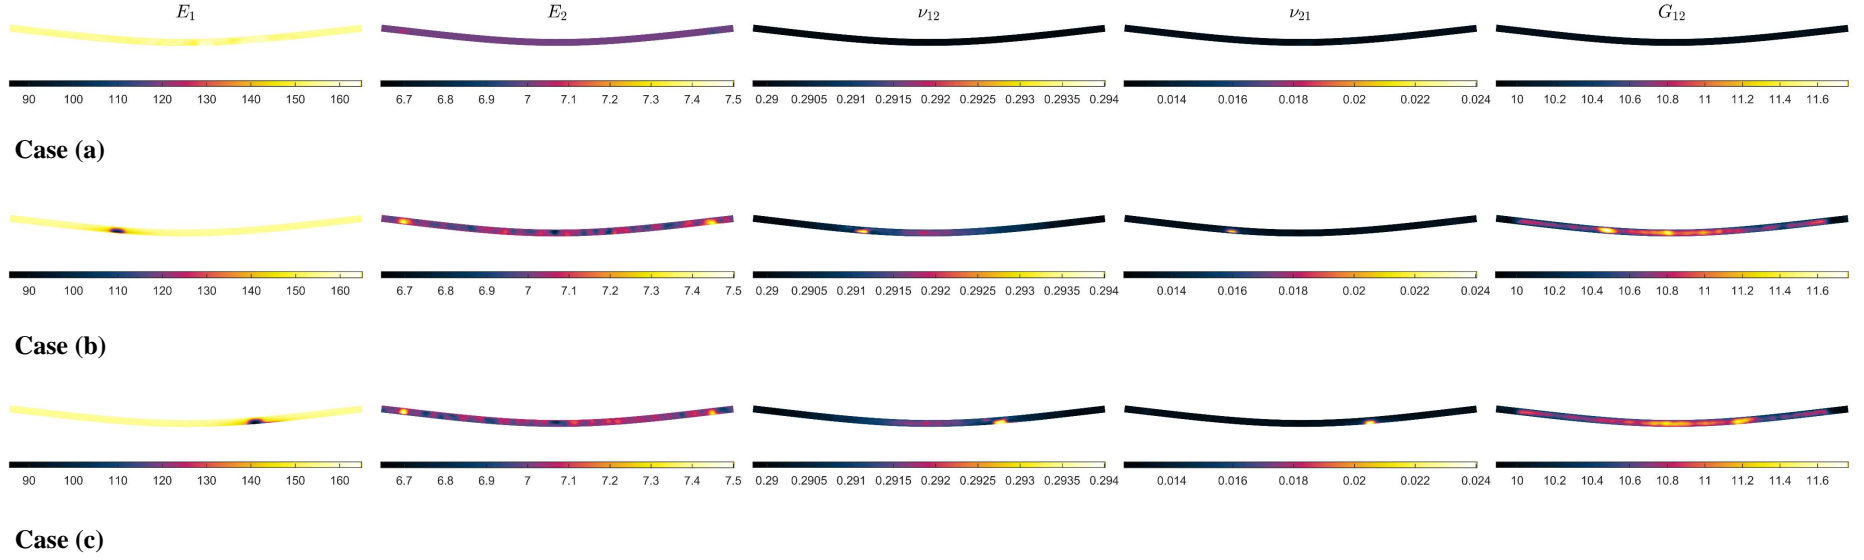 E₁ E₂ ν₁₂ ν₂₁ G₁₂
90 100 110 120 130 140 150 160 6.7 6.8 6.9 7 7.1 7.2 7.3 7.4 7.5 0.29 0.2905 0.291 0.2915 0.292 0.2925 0.293 0.2935 0.294 0.014 0.016 0.018 0.02 0.022 0.024 10 10.2 10.4 10.6 10.8 11 11.2 11.4 11.6
Case (a)
90 100 110 120 130 140 150 160 6.7 6.8 6.9 7 7.1 7.2 7.3 7.4 7.5 0.29 0.2905 0.291 0.2915 0.292 0.2925 0.293 0.2935 0.294 0.014 0.016 0.018 0.02 0.022 0.024 10 10.2 10.4 10.6 10.8 11 11.2 11.4 11.6
Case (b)
90 100 110 120 130 140 150 160 6.7 6.8 6.9 7 7.1 7.2 7.3 7.4 7.5 0.29 0.2905 0.291 0.2915 0.292 0.2925 0.293 0.2935 0.294 0.014 0.016 0.018 0.02 0.022 0.024 10 10.2 10.4 10.6 10.8 11 11.2 11.4 11.6
Case (c)